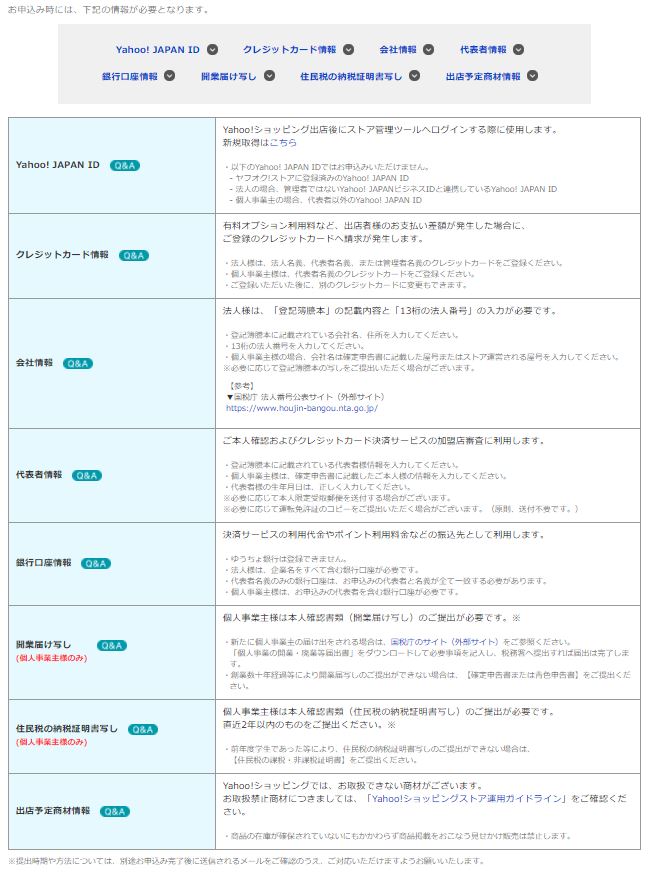 お申込み時には、下記の情報が必要となります。
Yahoo! JAPAN ID
クレジットカード情報
会社情報
代表者情報
銀行口座情報
開業届け写し
住民税の納税証明書写し
出店予定商材情報
Yahoo! JAPAN ID Q&A
Yahoo!ショッピング出店後にストア管理ツールへログインする際に使用します。
新規取得はこちら
・以下のYahoo! JAPAN IDではお申込みいただけません。
- ヤフオク!ストアに登録済みのYahoo! JAPAN ID
- 法人の場合、管理者ではないYahoo! JAPANビジネスIDと連携しているYahoo! JAPAN ID
- 個人事業主の場合、代表者以外のYahoo! JAPAN ID
クレジットカード情報 Q&A
有料オプション利用料など、出店者様のお支払い差額が発生した場合に、
ご登録のクレジットカードへ請求が発生します。
・法人様は、法人名義、代表者名義、または管理者名義のクレジットカードをご登録ください。
・個人事業主様は、代表者名義のクレジットカードをご登録ください。
・ご登録いただいた後に、別のクレジットカードに変更もできます。
会社情報 Q&A
法人様は、「登記簿謄本」の記載内容と「13桁の法人番号」の入力が必要です。
・登記簿謄本に記載されている会社名、住所を入力してください。
・13桁の法人番号を入力してください。
・個人事業主様の場合、会社名は確定申告書に記載した屋号またはストア運営される屋号を入力してください。
※必要に応じて登記簿謄本の写しをご提出いただく場合がございます。
【参考】
▼国税庁 法人番号公表サイト（外部サイト）
https://www.houjin-bangou.nta.go.jp/
代表者情報 Q&A
ご本人確認およびクレジットカード決済サービスの加盟店審査に利用します。
・登記簿謄本に記載されている代表者様情報を入力してください。
・個人事業主様は、確定申告書に記載したご本人様の情報を入力してください。
・代表者様の生年月日は、正しく入力してください。
※必要に応じて本人限定受取郵便を送付する場合がございます。
※必要に応じて運転免許証のコピーをご提出いただく場合がございます。（原則、送付不要です。）
銀行口座情報 Q&A
決済サービスの利用代金やポイント利用料金などの振込先として利用します。
・ゆうちょ銀行は登録できません。
・法人様は、企業名をすべて含む銀行口座が必要です。
・代表者名義のみの銀行口座は、お申込みの代表者と名義が全て一致する必要があります。
・個人事業主様は、お申込みの代表者を含む銀行口座が必要です。
開業届け写し Q&A
(個人事業主様のみ)
個人事業主様は本人確認書類（開業届け写し）のご提出が必要です。※
・新たに個人事業主の届け出をされる場合は、国税庁のサイト（外部サイト）をご参照ください。
「個人事業の開業・廃業等届出書」をダウンロードして必要事項を記入し、税務署へ提出すれば届出は完了しま
す。
・創業数十年経過等により開業届写しのご提出ができない場合は、【確定申告書または青色申告書】をご提出くだ
さい。
住民税の納税証明書写し Q&A
(個人事業主様のみ)
個人事業主様は本人確認書類（住民税の納税証明書写し）のご提出が必要です。
直近2年以内のものをご提出ください。※
・前年度学生であった等により、住民税の納税証明書写しのご提出ができない場合は、
【住民税の課税・非課税証明書】をご提出ください。
出店予定商材情報 Q&A
Yahoo!ショッピングでは、お取扱できない商材がございます。
お取扱禁止商材につきましては、「Yahoo!ショッピングストア運用ガイドライン」をご確認くだ
さい。
・商品の在庫が確保されていないにもかかわらず商品掲載をおこなう見せかけ販売は禁止します。
※提出時期や方法については、別途お申込み完了後に送信されるメールをご確認のうえ、ご対応いただけますようお願いいたします。